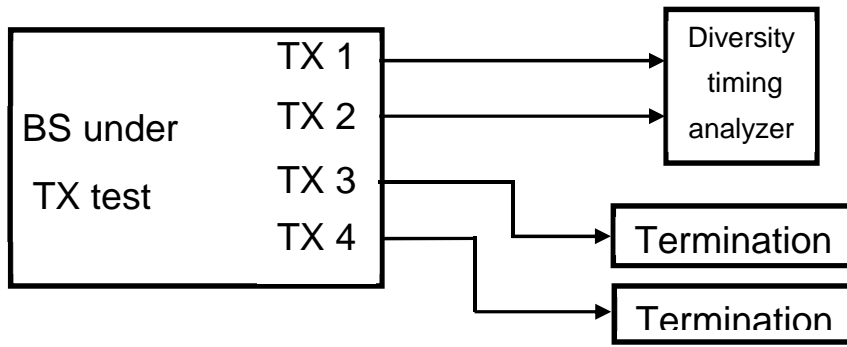 TX 1
TX 2
TX 3
TX 4
BS under
TX test
Diversity
timing
analyzer
Termination
Termination